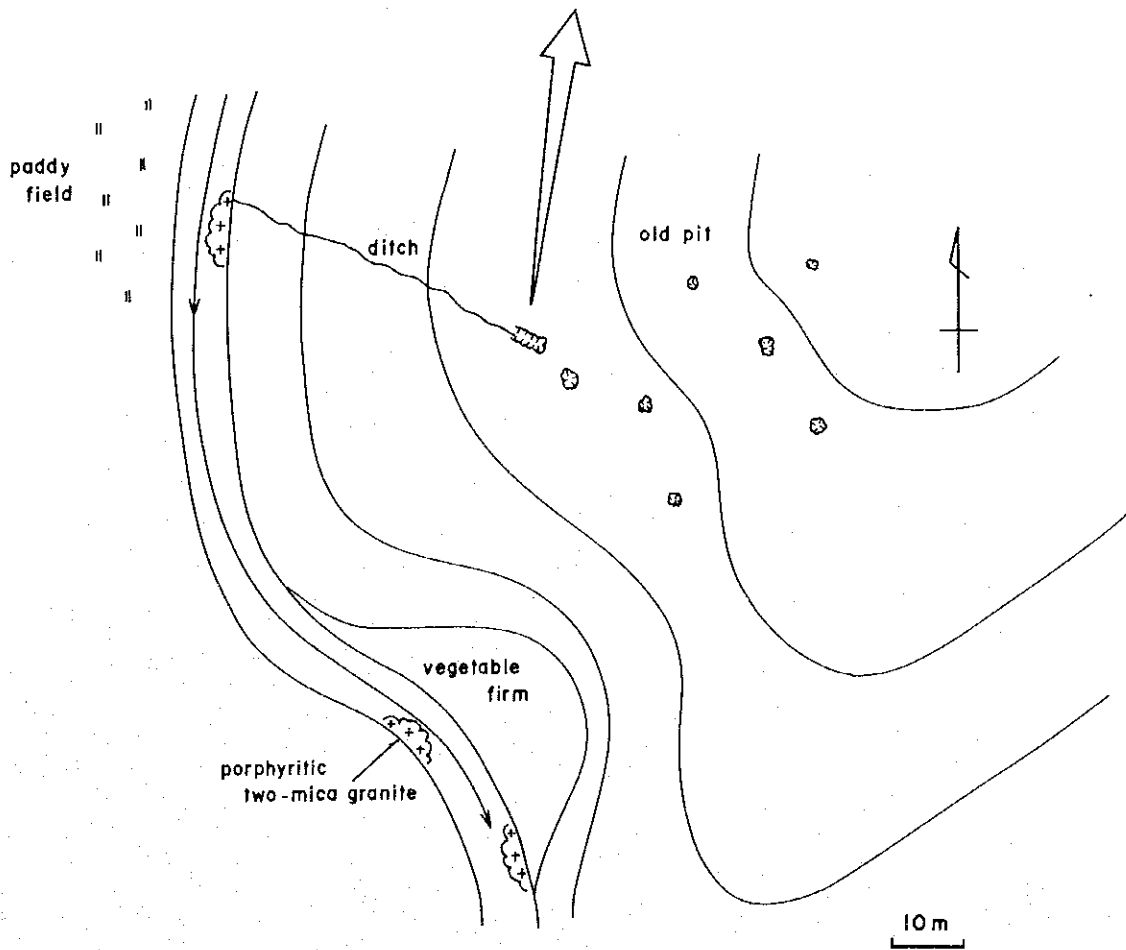 paddy
field
ditch
old pit
vegetable
firm
porphyritic
two-mica granite
10 m